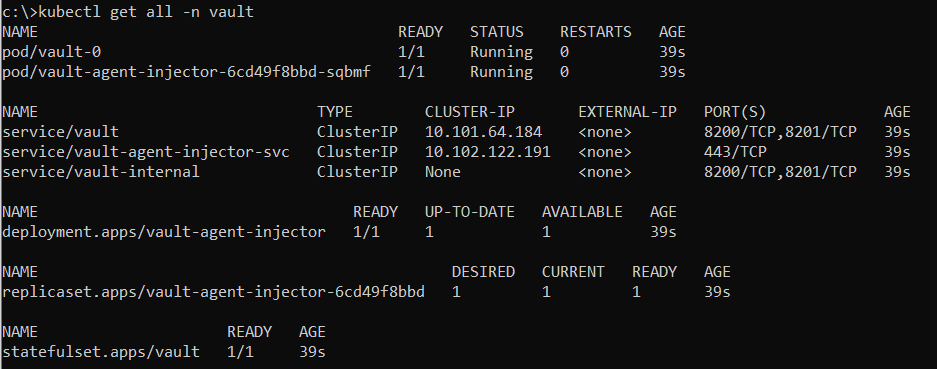 c:\>kubectl get all -n vault
NAME                                        READY   STATUS    RESTARTS   AGE
pod/vault-0                                 1/1     Running   0          39s
pod/vault-agent-injector-6cd49f8bbd-sqbmf   1/1     Running   0          39s

NAME                               TYPE        CLUSTER-IP       EXTERNAL-IP   PORT(S)             AGE
service/vault                      ClusterIP   10.101.64.184    <none>        8200/TCP,8201/TCP   39s
service/vault-agent-injector-svc   ClusterIP   10.102.122.191   <none>        443/TCP             39s
service/vault-internal             ClusterIP   None             <none>        8200/TCP,8201/TCP   39s

NAME                                   READY   UP-TO-DATE   AVAILABLE   AGE
deployment.apps/vault-agent-injector   1/1     1            1           39s

NAME                                              DESIRED   CURRENT   READY   AGE
replicaset.apps/vault-agent-injector-6cd49f8bbd   1         1         1       39s

NAME                     READY   AGE
statefulset.apps/vault   1/1     39s